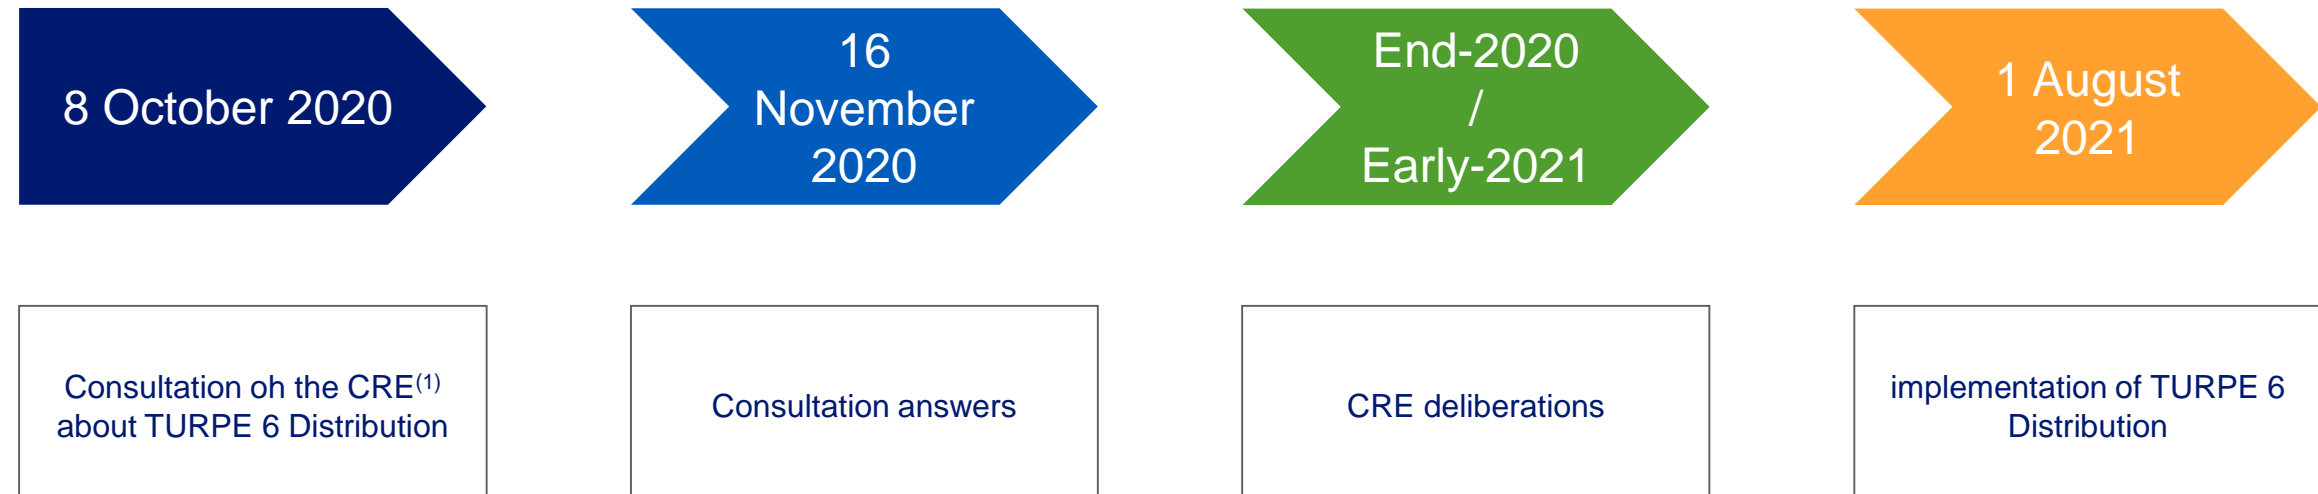 8 October 2020
16
November
2020
End-2020
/
Early-2021
1 August
2021
Consultation oh the CRE(1)
about TURPE 6 Distribution
Consultation answers
CRE deliberations
implementation of TURPE 6
Distribution